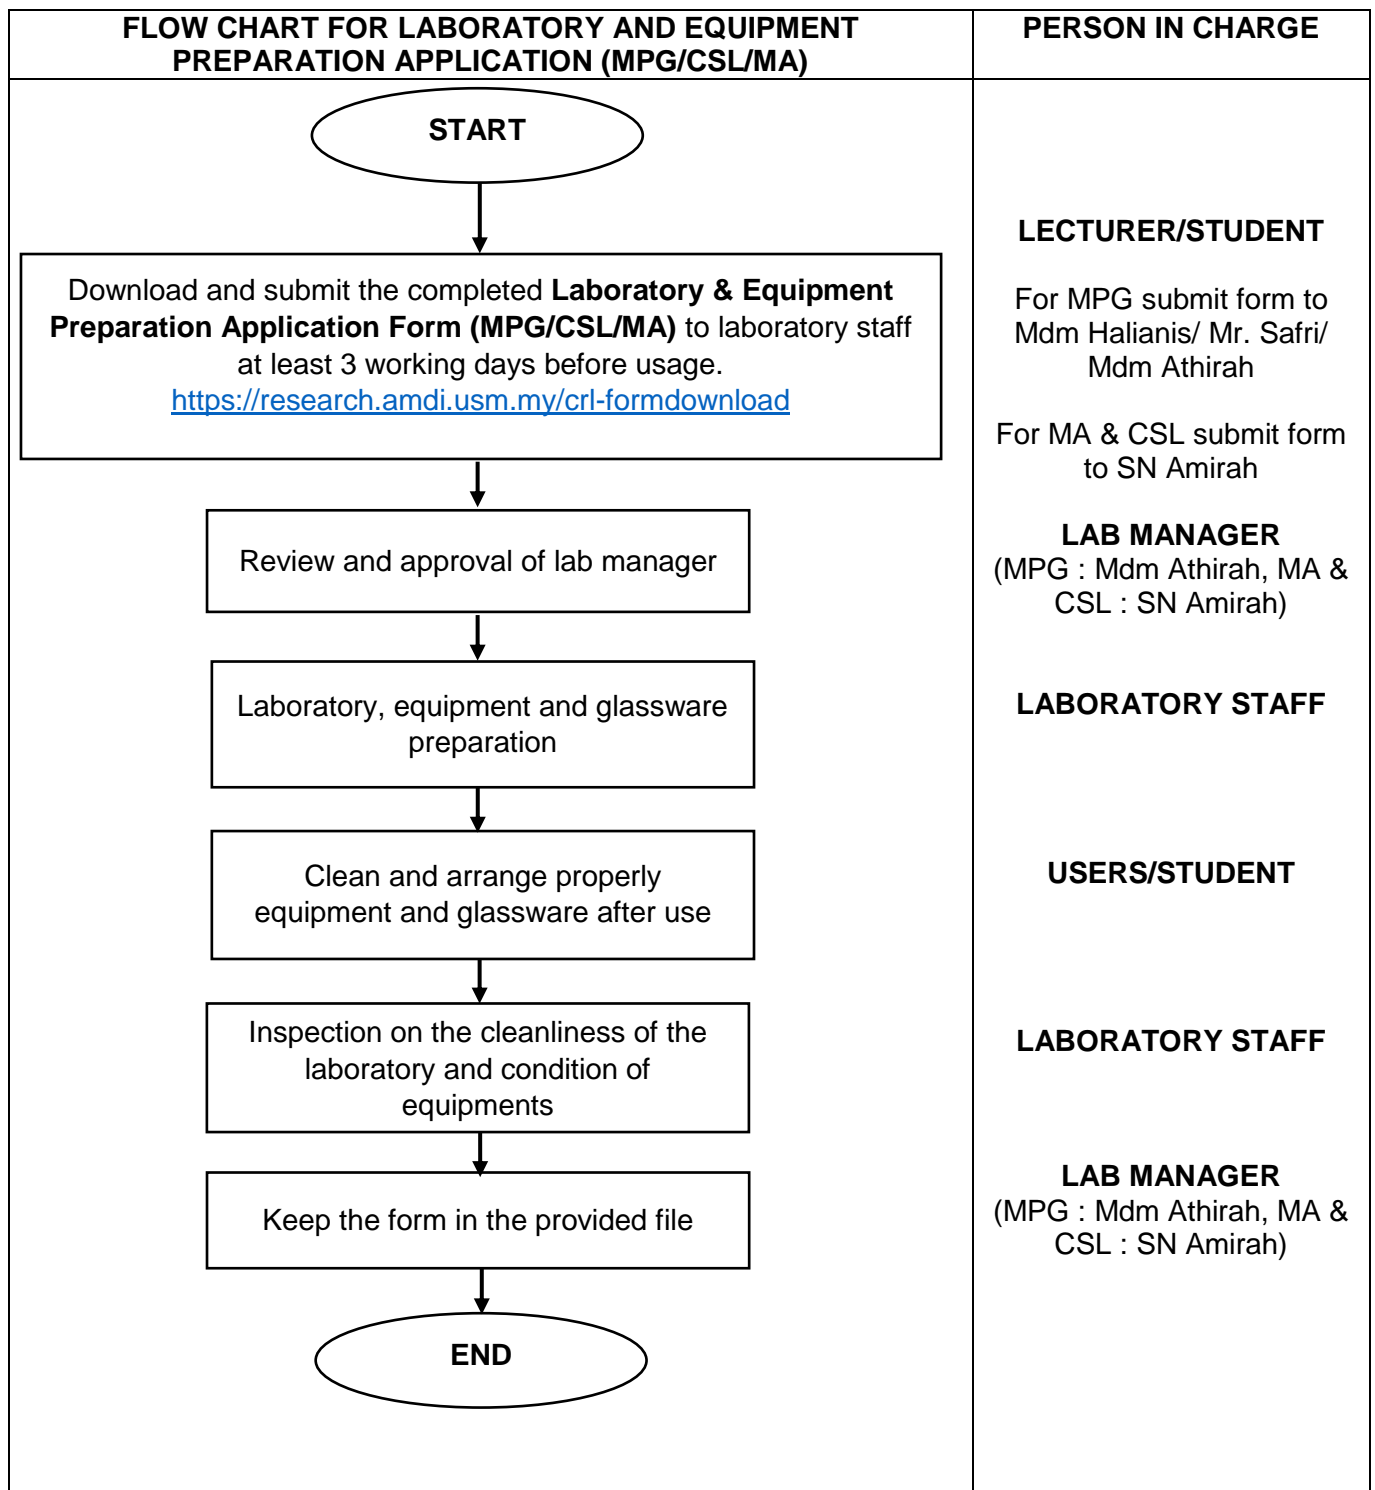 FLOW CHART FOR LABORATORY AND EQUIPMENT
PREPARATION APPLICATION (MPG/CSL/MA)
PERSON IN CHARGE
START
LECTURER/STUDENT
Download and submit the completed Laboratory & Equipment
Preparation Application Form (MPG/CSL/MA) to laboratory staff
at least 3 working days before usage.
https://research.amdi.usm.my/crl-formdownload
For MPG submit form to
Mdm Halianis/ Mr. Safri/
Mdm Athirah
For MA & CSL submit form
to SN Amirah
Review and approval of lab manager
LAB MANAGER
(MPG : Mdm Athirah, MA &
CSL : SN Amirah)
Laboratory, equipment and glassware
preparation
LABORATORY STAFF
Clean and arrange properly
equipment and glassware after use
USERS/STUDENT
Inspection on the cleanliness of the
laboratory and condition of
equipments
LABORATORY STAFF
Keep the form in the provided file
LAB MANAGER
(MPG : Mdm Athirah, MA &
CSL : SN Amirah)
END